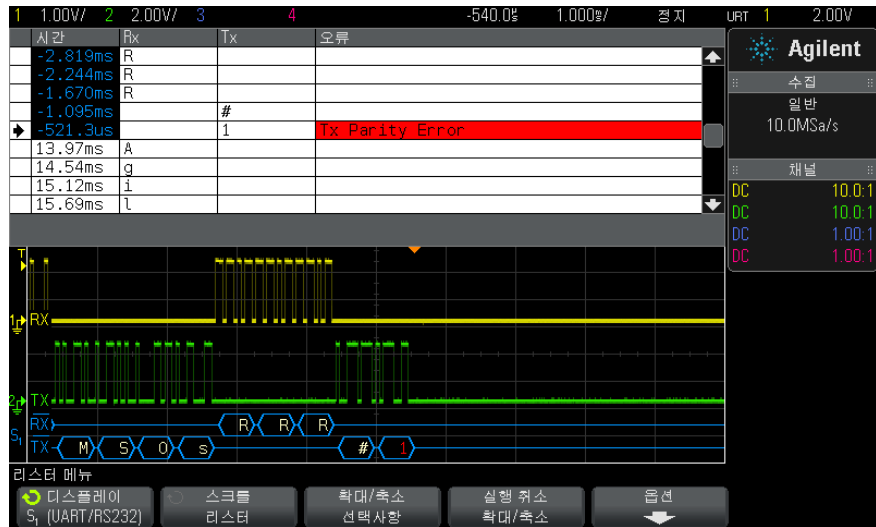 1 1.00V/ 2 2.00V/ 3 4 -540.0㎲ 1.000㎳/ 정지 URT 1 2.00V
시간 Rx Tx 오류
-2.819ms R
-2.244ms R
-1.670ms R
-1.095ms #
-521.3us 1 Tx Parity Error
13.97ms A
14.54ms g
15.12ms i
15.69ms l
Agilent
수집
일반
10.0MSa/s
채널
DC 10.0:1
DC 10.0:1
DC 1.00:1
DC 1.00:1
T
1 RX
2 TX
S1
RX R R R
TX M S O s # 1
리스터 메뉴
디스플레이
S1 (UART/RS232)
스크롤
리스터
확대/축소
선택사항
실행 취소
확대/축소
옵션